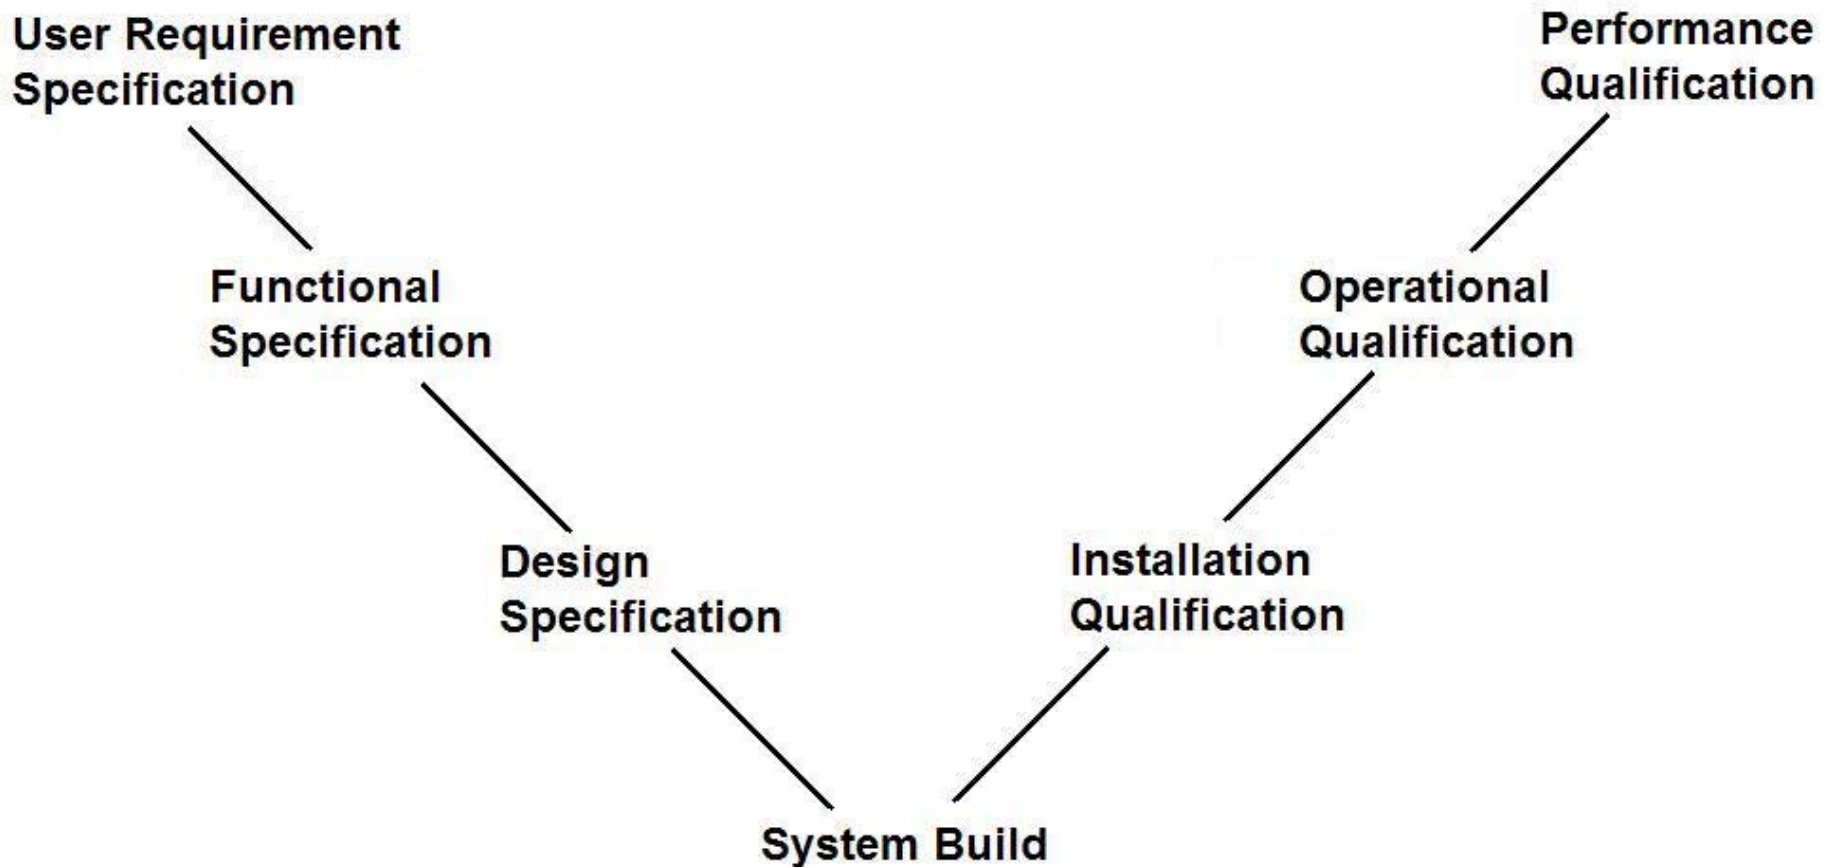 User Requirement
Specification
Performance
Qualification
Functional
Specification
Operational
Qualification
Design
Specification
Installation
Qualification
System Build